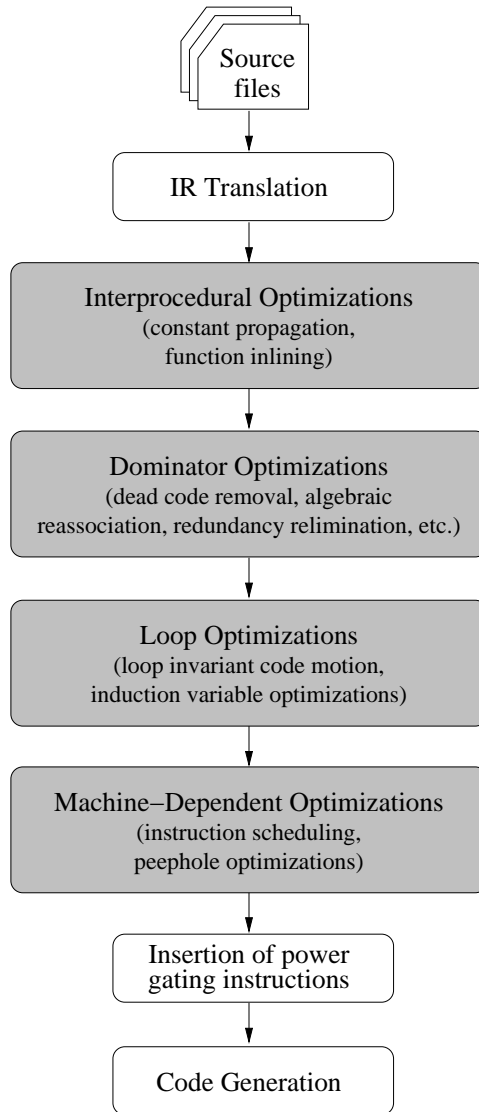 Source
files
IR Translation
Interprocedural Optimizations
(constant propagation,
function inlining)
Dominator Optimizations
(dead code removal, algebraic
reassociation, redundancy relimination, etc.)
Loop Optimizations
(loop invariant code motion,
induction variable optimizations)
Machine−Dependent Optimizations
(instruction scheduling,
peephole optimizations)
Insertion of power
gating instructions
Code Generation